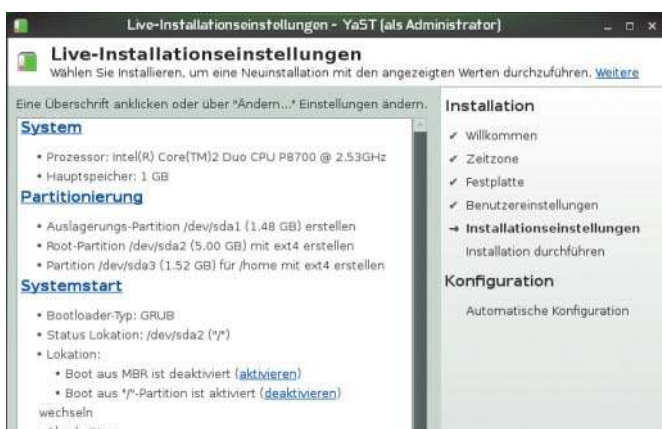 Live-Installationseinstellungen - YaST (als Administrator)
Live-Installationseinstellungen
Wählen Sie Installieren, um eine Neuinstallation mit den angezeigten Werten durchzuführen. Weitere
Eine Überschrift anklicken oder über "Ändern..." Einstellungen ändern.
System
• Prozessor: Intel(R) Core(TM)2 Duo CPU P8700 @ 2.53GHz
• Hauptspeicher: 1 GB
Partitionierung
• Auslagerungs-Partition /dev/sda1 (1.48 GB) erstellen
• Root-Partition /dev/sda2 (5.00 GB) mit ext4 erstellen
• Partition /dev/sda3 (1.52 GB) für /home mit ext4 erstellen
Systemstart
• Bootloader-Typ: GRUB
• Status Lokation: /dev/sda2 ("/")
• Lokation:
• Boot aus MBR ist deaktiviert (aktivieren)
• Boot aus "/"-Partition ist aktiviert (deaktivieren)
wechseln
Installation
✔ Willkommen
✔ Zeitzone
✔ Festplatte
✔ Benutzereinstellungen
→ Installationseinstellungen
Installation durchführen
Konfiguration
Automatische Konfiguration